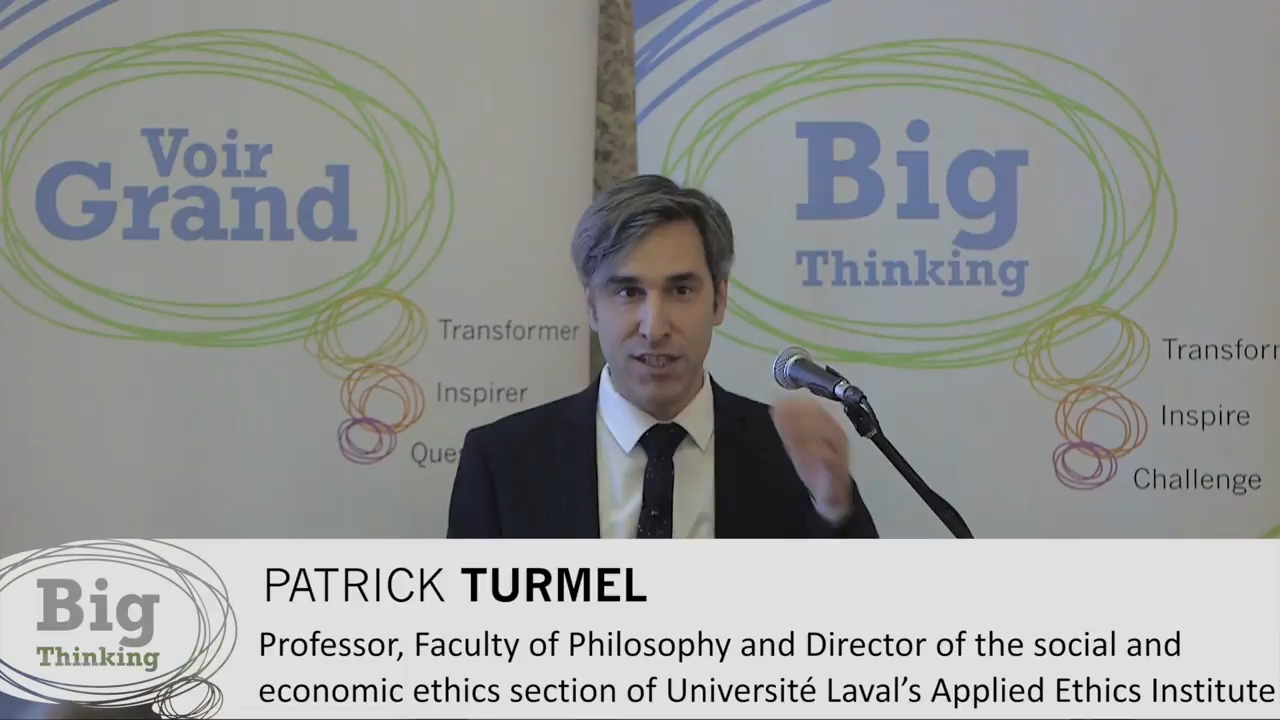 Voir
Grand
Transformer
Inspirer
Big
Thinking
Inspire
Challenge
Big
Thinking
PATRICK TURMEL
Professor, Faculty of Philosophy and Director of the social and
economic ethics section of Université Laval's Applied Ethics Institute